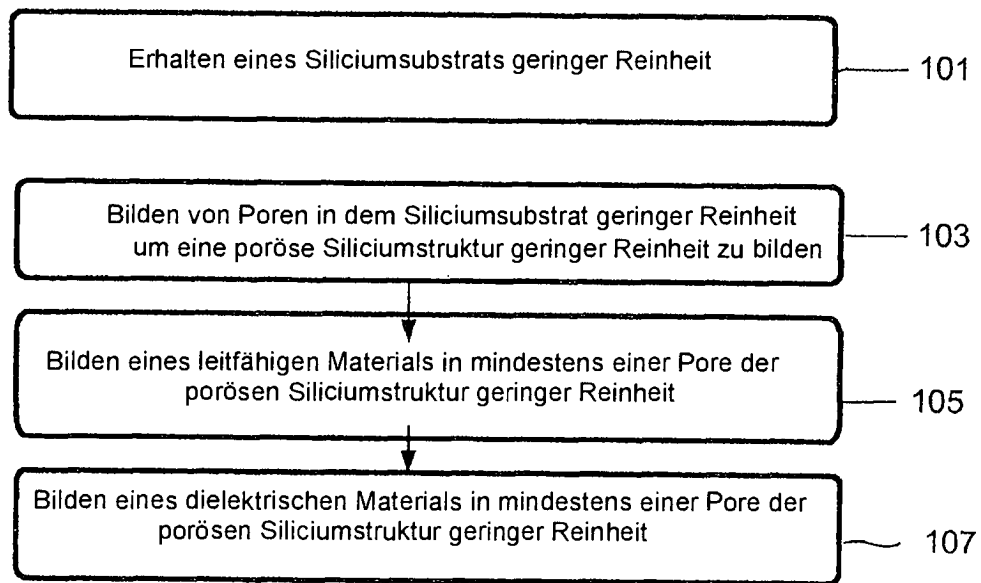 Erhalten eines Siliciumsubstrats geringer Reinheit
101
Bilden von Poren in dem Siliciumsubstrat geringer Reinheit
um eine poröse Siliciumstruktur geringer Reinheit zu bilden
103
Bilden eines leitfähigen Materials in mindestens einer Pore der
porösen Siliciumstruktur geringer Reinheit
105
Bilden eines dielektrischen Materials in mindestens einer Pore der
porösen Siliciumstruktur geringer Reinheit
107